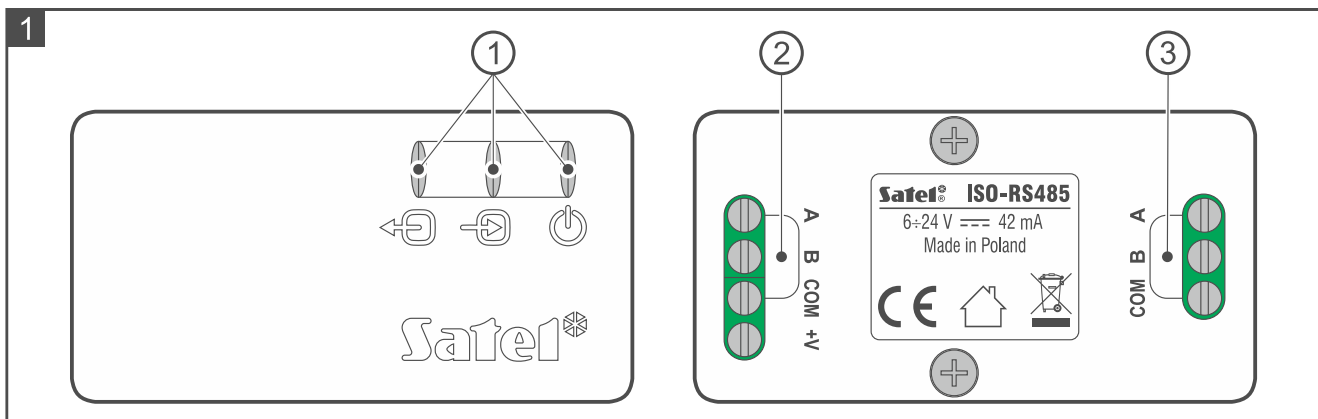 1
1
2
3
Satel
A
B
COM
+V
Satel® ISO-RS485
6÷24 V 42 mA
Made in Poland
CE
A
B
COM